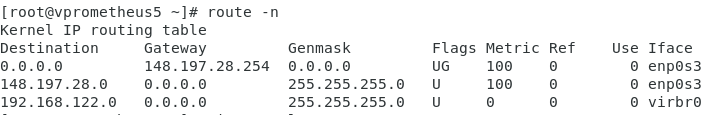 [root@vprometheus5 ~]# route -n
Kernel IP routing table
Destination     Gateway         Genmask         Flags Metric Ref    Use Iface
0.0.0.0         148.197.28.254  0.0.0.0         UG    100    0        0 enp0s3
148.197.28.0    0.0.0.0         255.255.255.0   U     100    0        0 enp0s3
192.168.122.0   0.0.0.0         255.255.255.0   U     0      0        0 virbr0